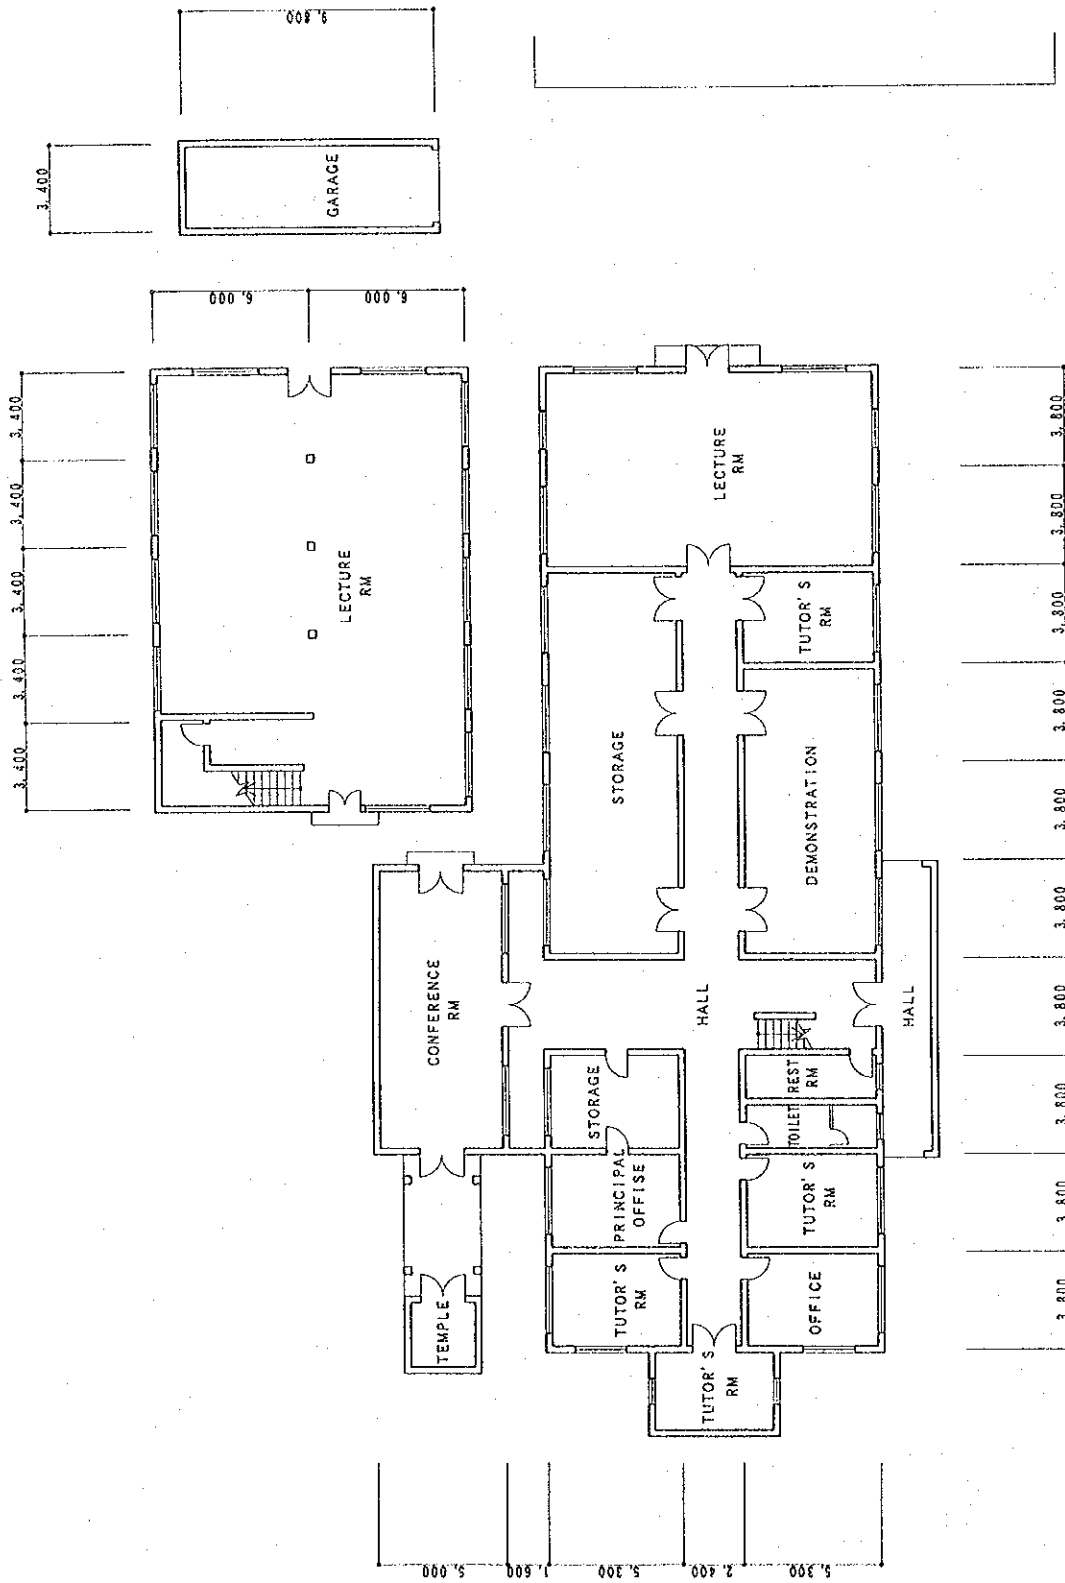 9,800
3,400
GARAGE
6,000
6,000
3,400
3,400
3,400
3,400
3,400
LECTURE
RM
LECTURE
RM
TUTOR'S
RM
STORAGE
DEMONSTRATION
CONFERENCE
RM
HALL
HALL
STORAGE
REST
RM
TOILET
PRINCIPAL
OFFISE
TUTOR'S
RM
TUTOR'S
RM
OFFICE
TEMPLE
TUTOR'S
RM
3,800
3,800
3,800
3,800
3,800
3,800
3,800
3,800
3,800
3,800
5,000
1,600
5,300
2,400
5,300